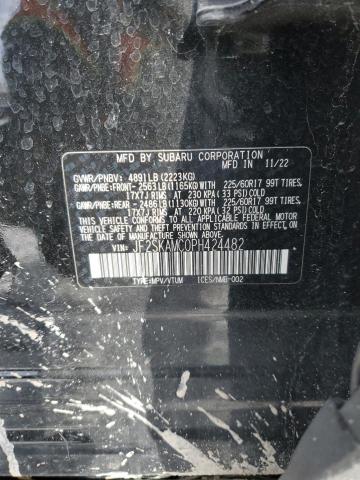 MFD BY SUBARU CORPORATION
MFD IN 11/22
GVWR/PNBV: 4891LB(2223KG)
GAWR/PNBE:FRONT- 2563LB(1165KG)WITH 225/60R17 99T TIRES,
17X7J RIMS AT 230 KPA(33 PSI)COLD
GAWR/PNBE:REAR - 2486LB(1130KG)WITH 225/60R17 99T TIRES,
17X7J RIMS AT 220 KPA(32 PSI)COLD
THIS VEHICLE CONFORMS TO ALL APPLICABLE FEDERAL MOTOR
VEHICLE SAFETY AND THEFT PREVENTION STANDARDS IN EFFECT
ON THE DATE OF MANUFACTURE SHOWN ABOVE.
VIN: JF2SKAMC0PH424482
TYPE:MPV/VTUM ICES/NMB-002